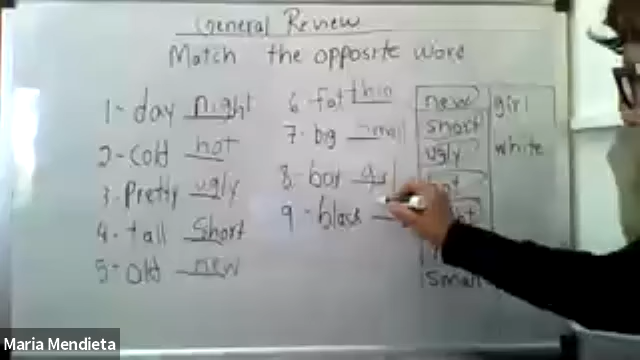 General Review
Match the opposite word
1- day night
2- cold hot
3- Pretty ugly
4- tall short
5- old new
6- fat thin
7- big small
8- boy girl
9- black
new girl
short white
ugly
hot
small
Maria Mendieta